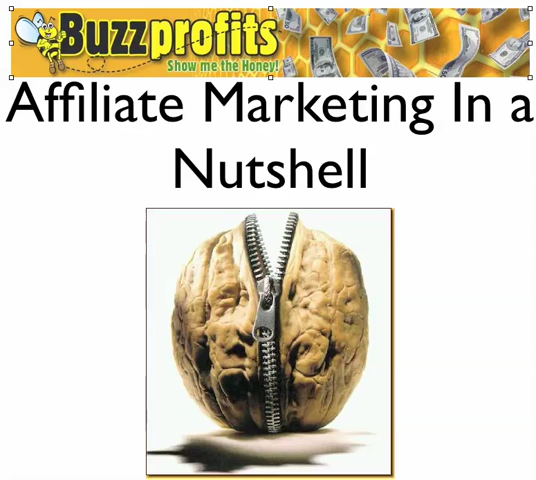 Buzzprofits
Show me the Honey!
Affiliate Marketing In a
Nutshell